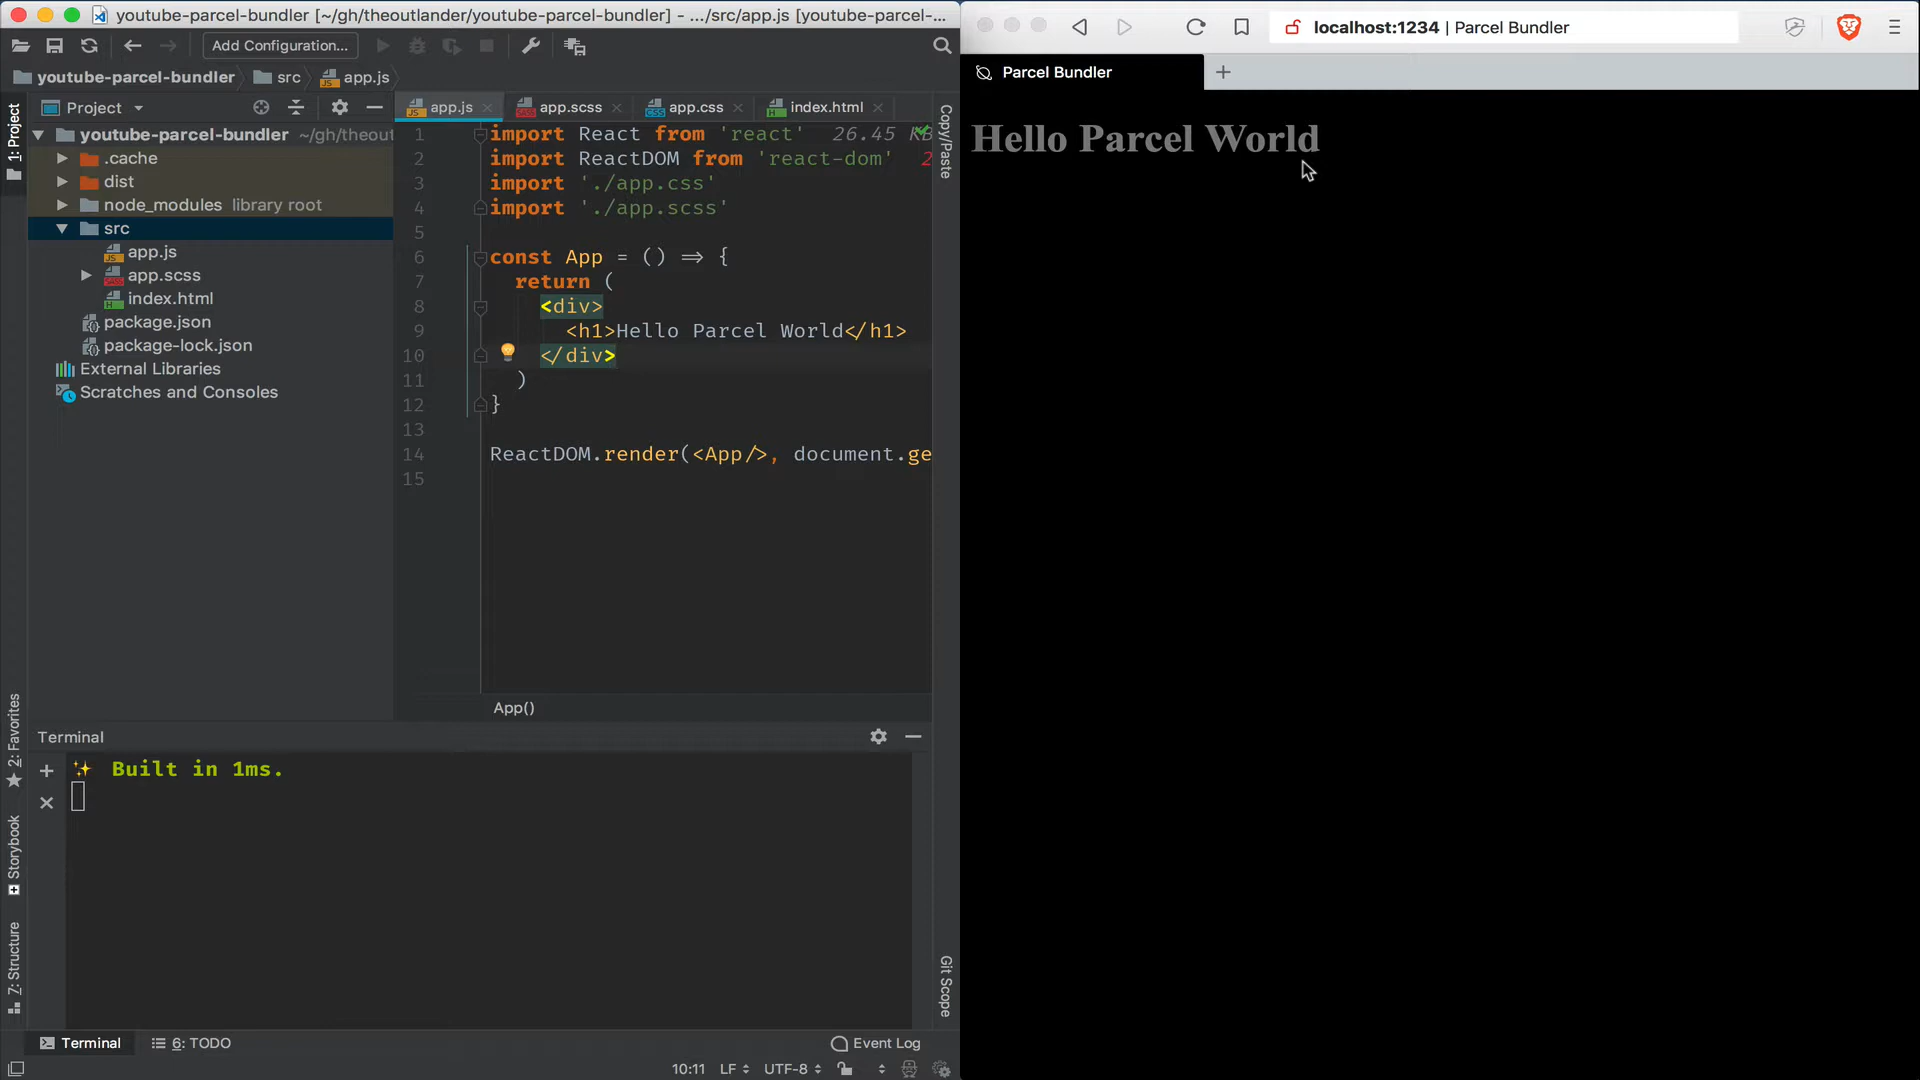 youtube-parcel-bundler [~/gh/theoutlander/youtube-parcel-bundler] - .../src/app.js [youtube-parcel-...
Add Configuration...
youtube-parcel-bundler src app.js
1: Project
Project
youtube-parcel-bundler ~/gh/theout
.cache
dist
node_modules library root
src
app.js
app.scss
index.html
package.json
package-lock.json
External Libraries
Scratches and Consoles
app.js app.scss app.css index.html
1 import React from 'react' 26.45 KB
2 import ReactDOM from 'react-dom' 2
3 import './app.css'
4 import './app.scss'
5
6 const App = () => {
7 return (
8 <div>
9 <h1>Hello Parcel World</h1>
10 </div>
11 )
12 }
13
14 ReactDOM.render(<App/>, document.ge
15
App()
Copy/Paste
Git Scope
2: Favorites
Storybook
7: Structure
Terminal
✨ Built in 1ms.
Terminal 6: TODO Event Log
10:11 LF UTF-8
localhost:1234 | Parcel Bundler
Parcel Bundler
Hello Parcel World